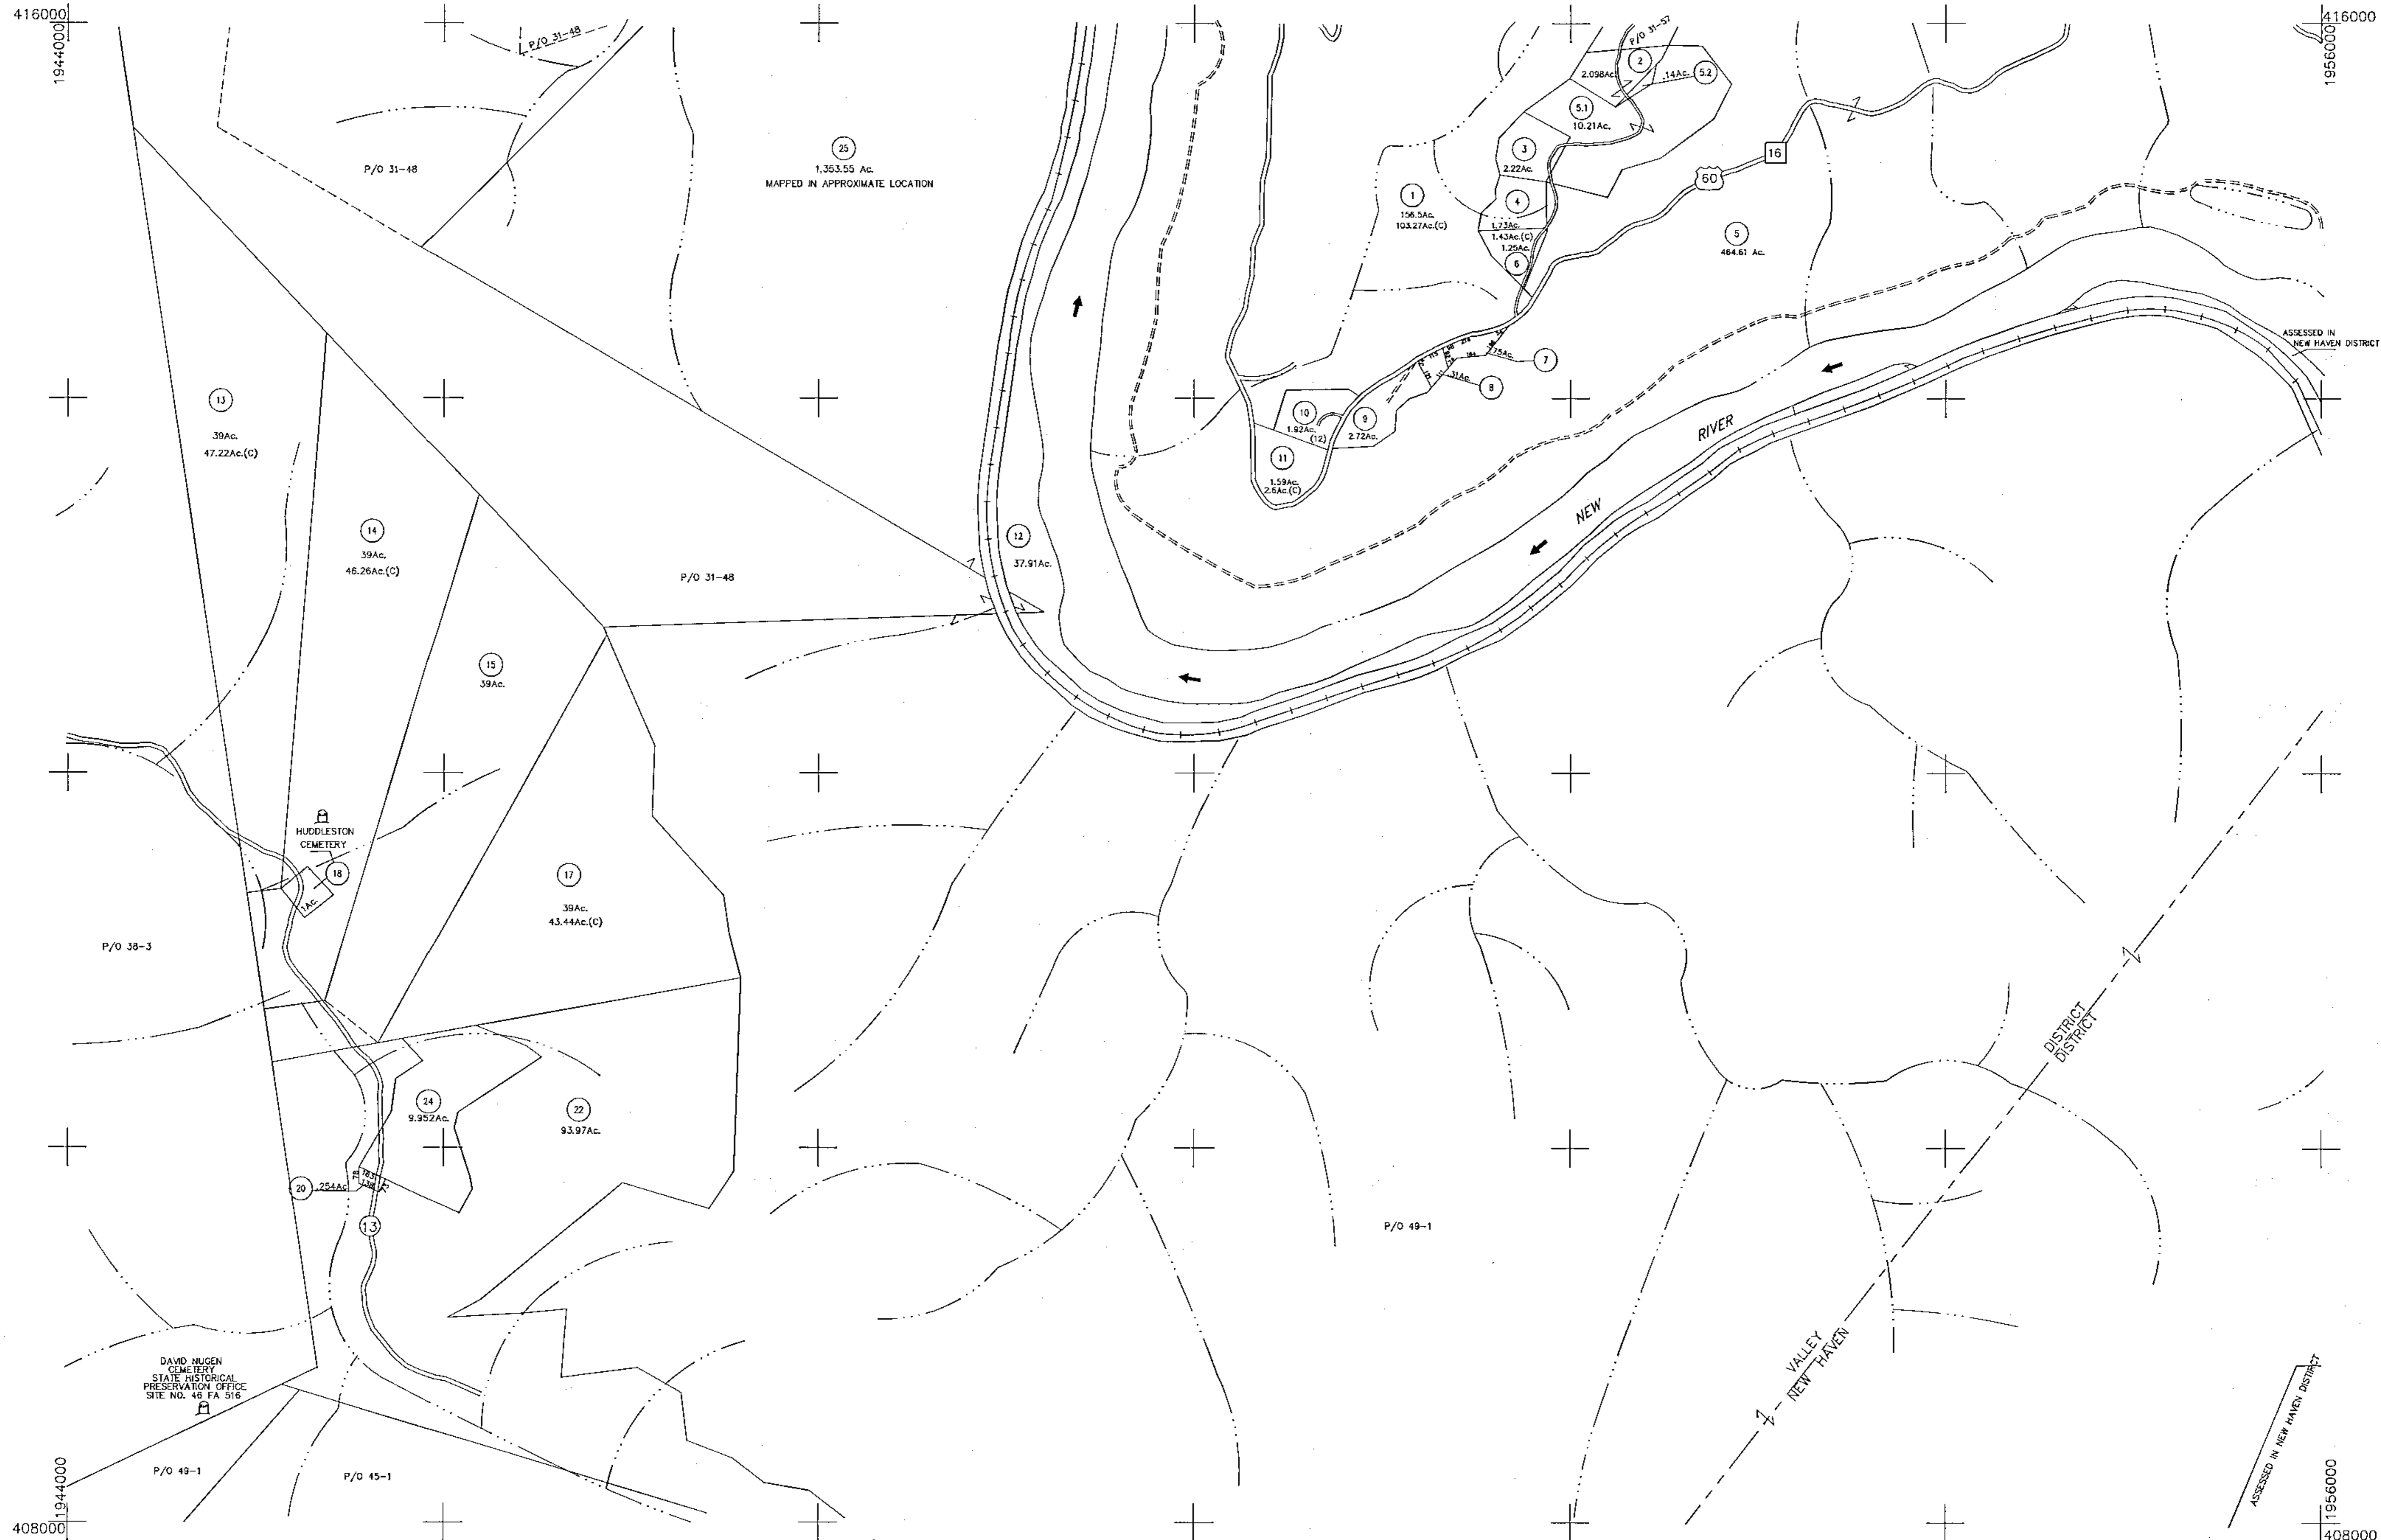 416000
1944000
416000
1956000
P/O 31-48
P/O 31-57
2
2.098Ac.
.14Ac.
5.2
5.1
10.21Ac.
25
1,353.55 Ac.
MAPPED IN APPROXIMATE LOCATION
P/O 31-48
3
2.22Ac.
16
60
1
156.5Ac.
103.27Ac.(C)
4
1.73Ac.
1.43Ac.(C)
1.25Ac.
6
5
464.61 Ac.
ASSESSED IN
NEW HAVEN DISTRICT
.75Ac.
7
.31Ac.
8
13
39Ac.
47.22Ac.(C)
10
1.92Ac.
(12)
9
2.72Ac.
11
1.59Ac.
2.6Ac.(C)
NEW RIVER
14
39Ac.
46.26Ac.(C)
12
37.91Ac.
P/O 31-48
15
39Ac.
HUDDLESTON
CEMETERY
18
1Ac.
17
39Ac.
43.44Ac.(C)
P/O 38-3
DISTRICT
DISTRICT
24
9.952Ac.
22
93.97Ac.
20
.254Ac
13
P/O 49-1
VALLEY
NEW HAVEN
DAVID NUGEN
CEMETERY
STATE HISTORICAL
PRESERVATION OFFICE
SITE NO. 46 FA 516
P/O 49-1
P/O 45-1
ASSESSED IN NEW HAVEN DISTIRCT
1944000
408000
1956000
408000